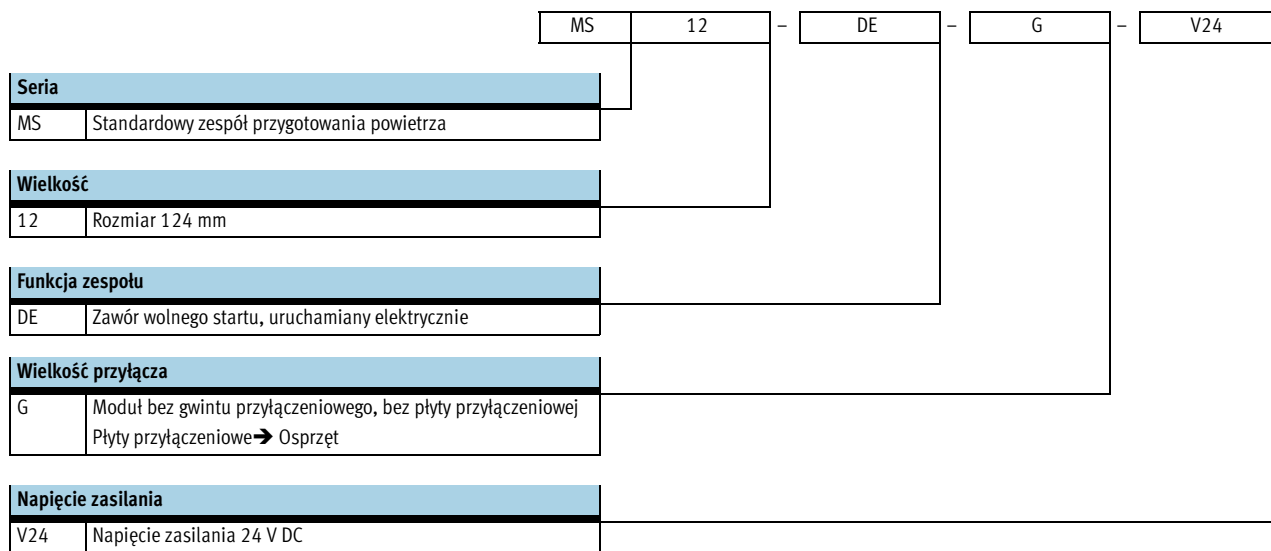 MS 12 – DE – G – V24
Seria
MS Standardowy zespół przygotowania powietrza
Wielkość
12 Rozmiar 124 mm
Funkcja zespołu
DE Zawór wolnego startu, uruchamiany elektrycznie
Wielkość przyłącza
G Moduł bez gwintu przyłączeniowego, bez płyty przyłączeniowej
Płyty przyłączeniowe➔ Osprzęt
Napięcie zasilania
V24 Napięcie zasilania 24 V DC